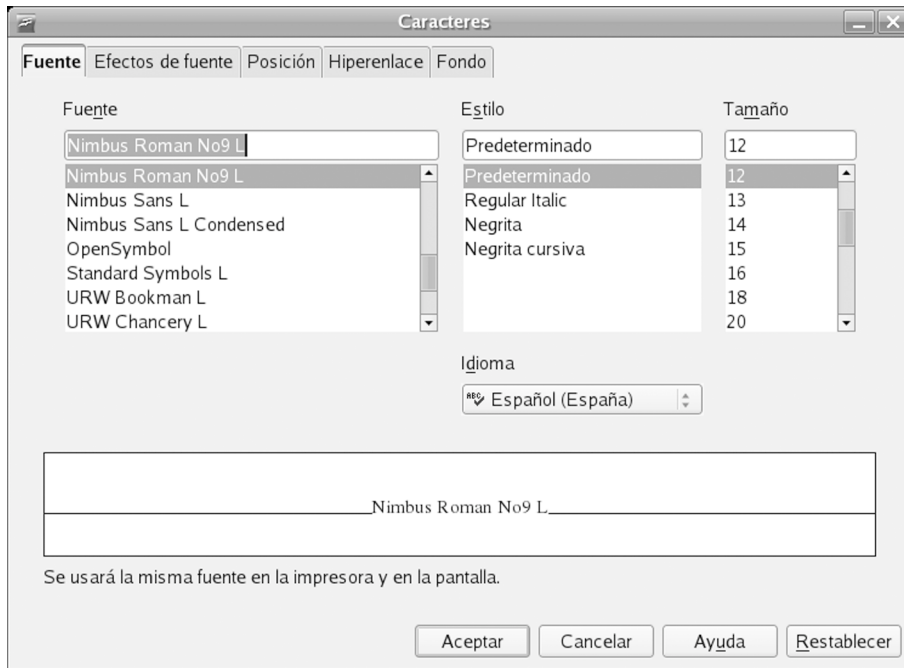 Caracteres
Fuente Efectos de fuente Posición Hiperenlace Fondo
Fuente
Nimbus Roman No9 L
Nimbus Roman No9 L
Nimbus Sans L
Nimbus Sans L Condensed
OpenSymbol
Standard Symbols L
URW Bookman L
URW Chancery L
Estilo
Predeterminado
Predeterminado
Regular Italic
Negrita
Negrita cursiva
Tamaño
12
12
13
14
15
16
18
20
Idioma
ABC Español (España)
Nimbus Roman No9 L
Se usará la misma fuente en la impresora y en la pantalla.
Aceptar Cancelar Ayuda Restablecer